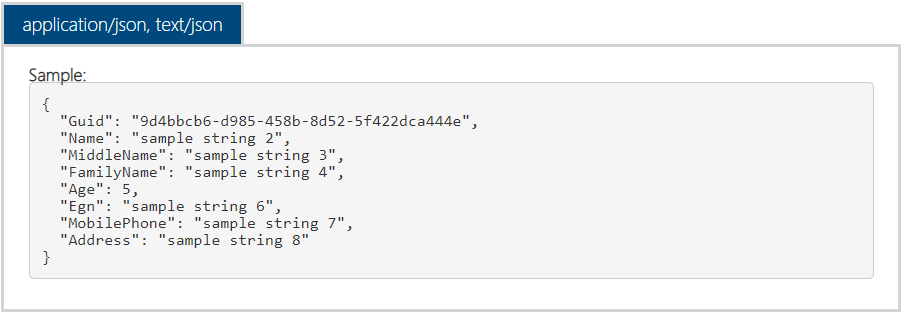 application/json, text/json
Sample:
{
  "Guid": "9d4bbcb6-d985-458b-8d52-5f422dca444e",
  "Name": "sample string 2",
  "MiddleName": "sample string 3",
  "FamilyName": "sample string 4",
  "Age": 5,
  "Egn": "sample string 6",
  "MobilePhone": "sample string 7",
  "Address": "sample string 8"
}